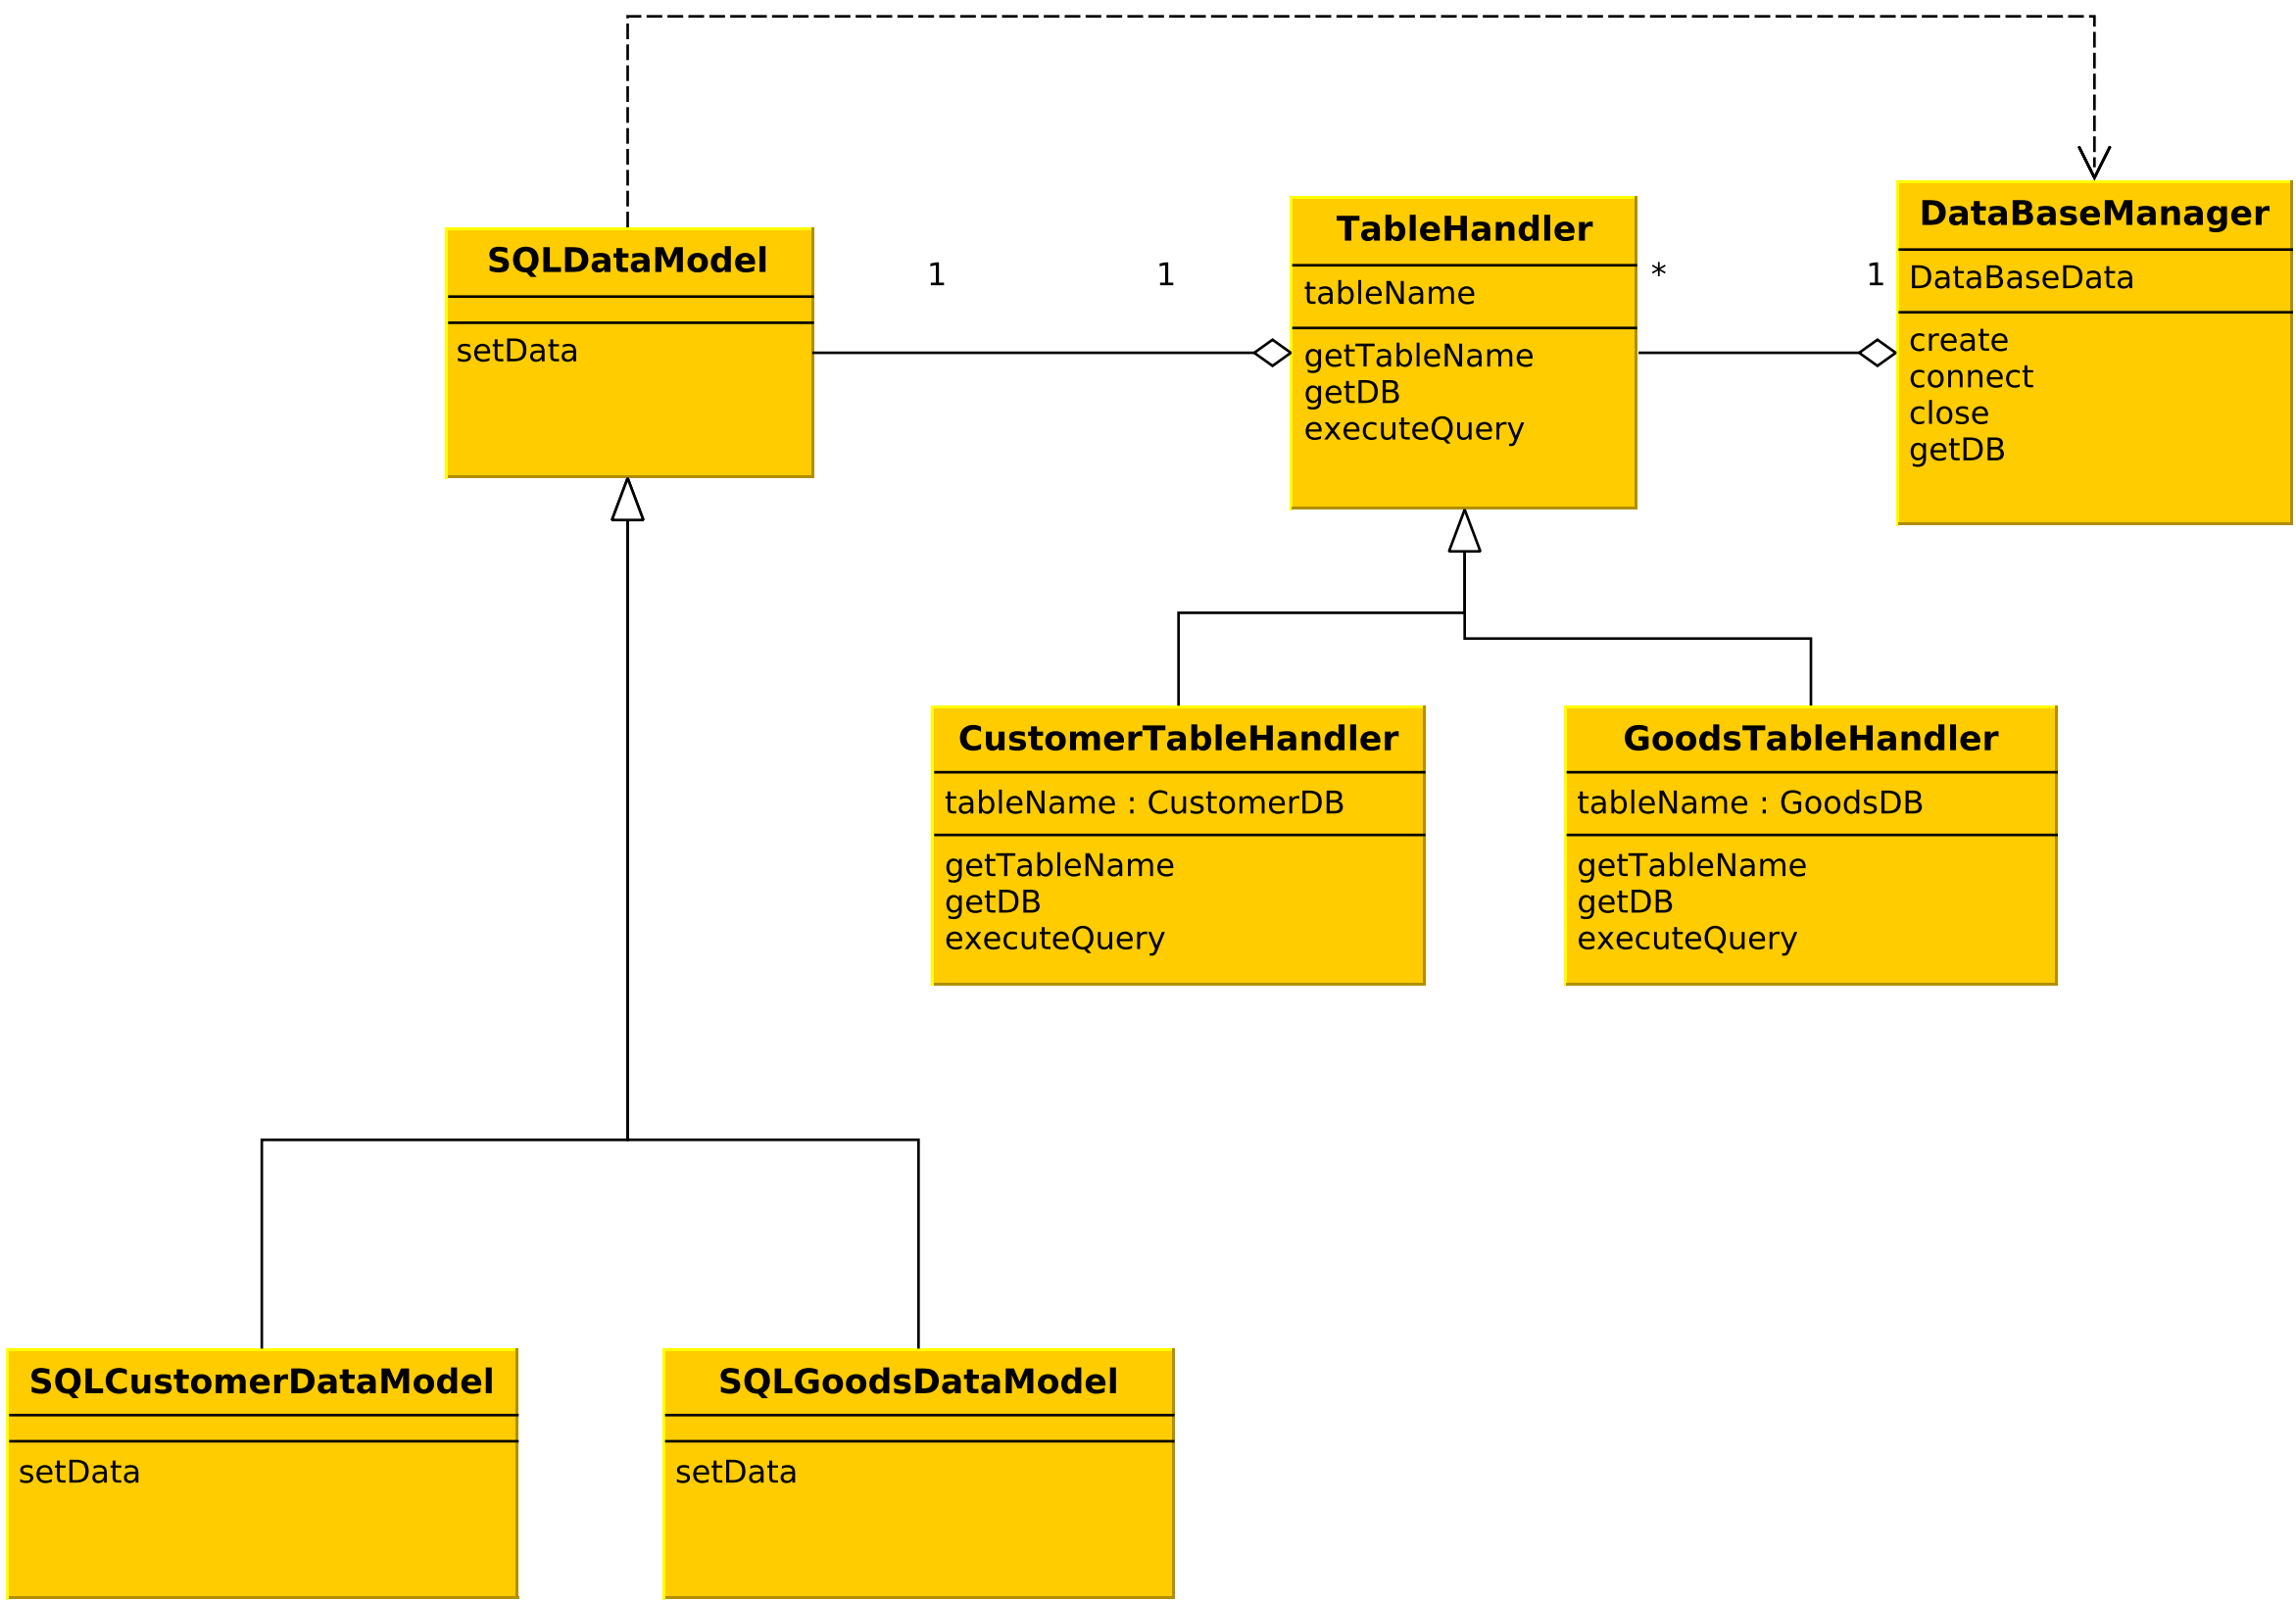 SQLDataModel
setData
1
1
TableHandler
tableName
getTableName
getDB
executeQuery
*
1
DataBaseManager
DataBaseData
create
connect
close
getDB
CustomerTableHandler
tableName : CustomerDB
getTableName
getDB
executeQuery
GoodsTableHandler
tableName : GoodsDB
getTableName
getDB
executeQuery
SQLCustomerDataModel
setData
SQLGoodsDataModel
setData